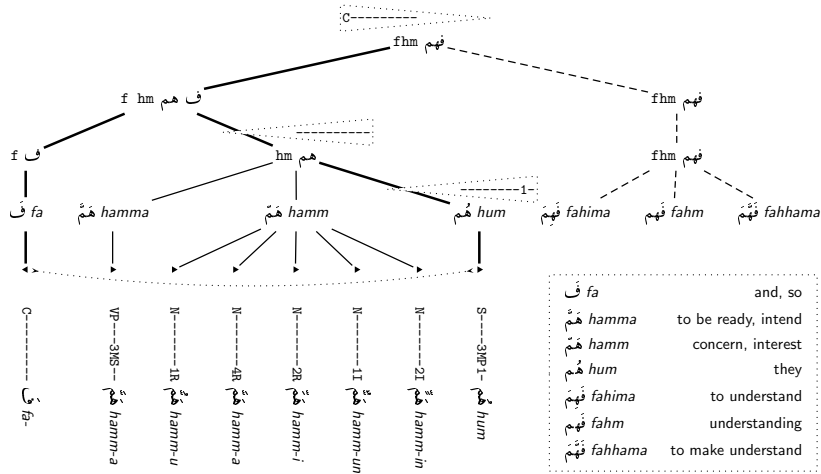 C---------
fhm فهم
f hm ف هم
fhm فهم
----------
f ف
hm هم
fhm فهم
--------1-
فَ fa
هَمَّ hamma
هَمّ hamm
هُم hum
فَهِمَ fahima
فَهم fahm
فَهَّمَ fahhama
C--------- فَ fa-
VP---3MS-- هَمَّ hamm-a
N------1R هَمُّ hamm-u
N------4R هَمَّ hamm-a
N------2R هَمِّ hamm-i
N------1I هَمٌّ hamm-un
N------2I هَمٍّ hamm-in
S----3MP1- هُم hum
فَ fa and, so
هَمَّ hamma to be ready, intend
هَمّ hamm concern, interest
هُم hum they
فَهِمَ fahima to understand
فَهم fahm understanding
فَهَّمَ fahhama to make understand